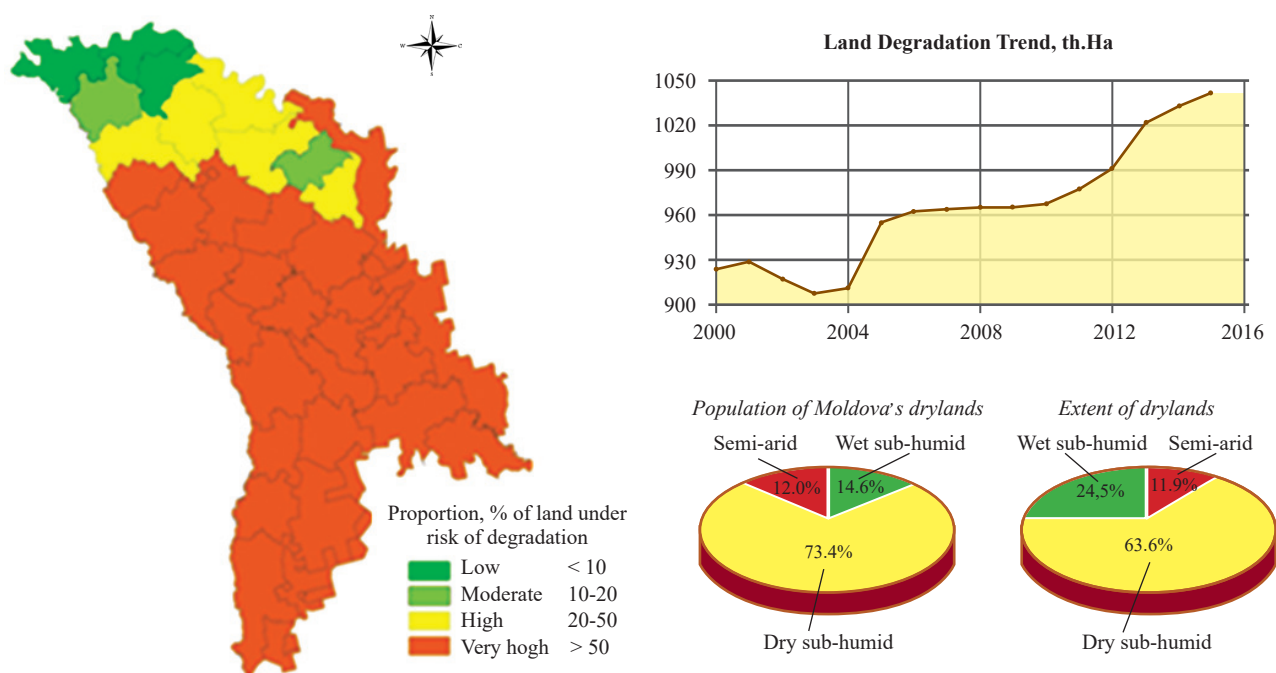 N
W
C
S
Proportion, % of land under
risk of degradation
Low < 10
Moderate 10-20
High 20-50
Very hogh > 50
Land Degradation Trend, th.Ha
1050
1020
990
960
930
900
2000 2004 2008 2012 2016
Population of Moldova's drylands
Semi-arid Wet sub-humid
12.0% 14.6%
73.4%
Dry sub-humid
Extent of drylands
Wet sub-humid Semi-arid
24,5% 11.9%
63.6%
Dry sub-humid